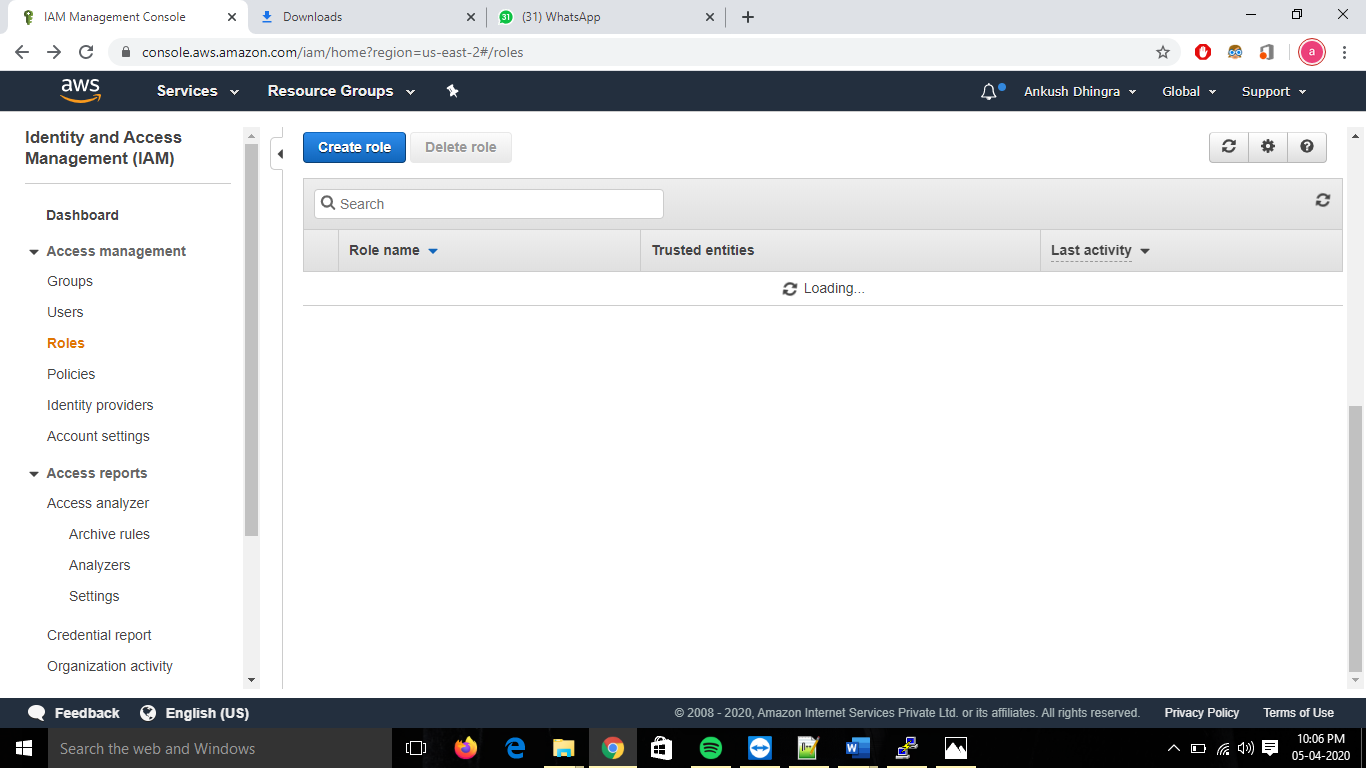 IAM Management Console
Downloads
31 (31) WhatsApp
console.aws.amazon.com/iam/home?region=us-east-2#/roles
a
aws Services Resource Groups Ankush Dhingra Global Support
Identity and Access
Management (IAM)
Dashboard
Access management
Groups
Users
Roles
Policies
Identity providers
Account settings
Access reports
Access analyzer
Archive rules
Analyzers
Settings
Credential report
Organization activity
Create role Delete role
Search
Role name Trusted entities Last activity
Loading...
Feedback English (US) © 2008 - 2020, Amazon Internet Services Private Ltd. or its affiliates. All rights reserved. Privacy Policy Terms of Use
Search the web and Windows
10:06 PM
05-04-2020